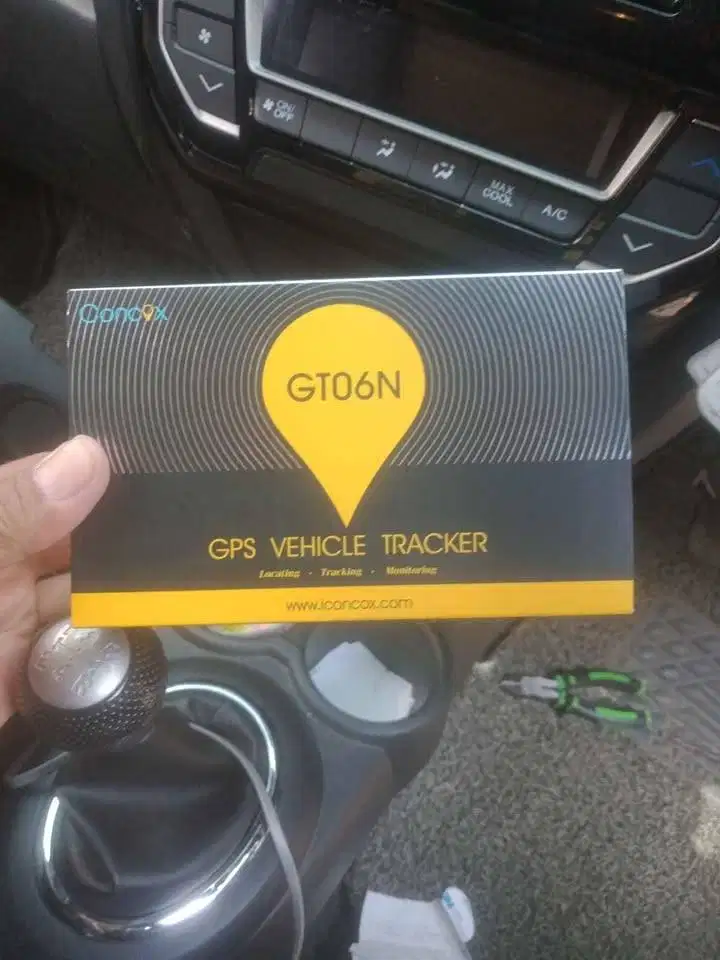 ON/
OFF
MAX
COOL
A/C
Concox
GT06N
GPS VEHICLE TRACKER
Locating · Tracking · Monitoring
www.iconcox.com